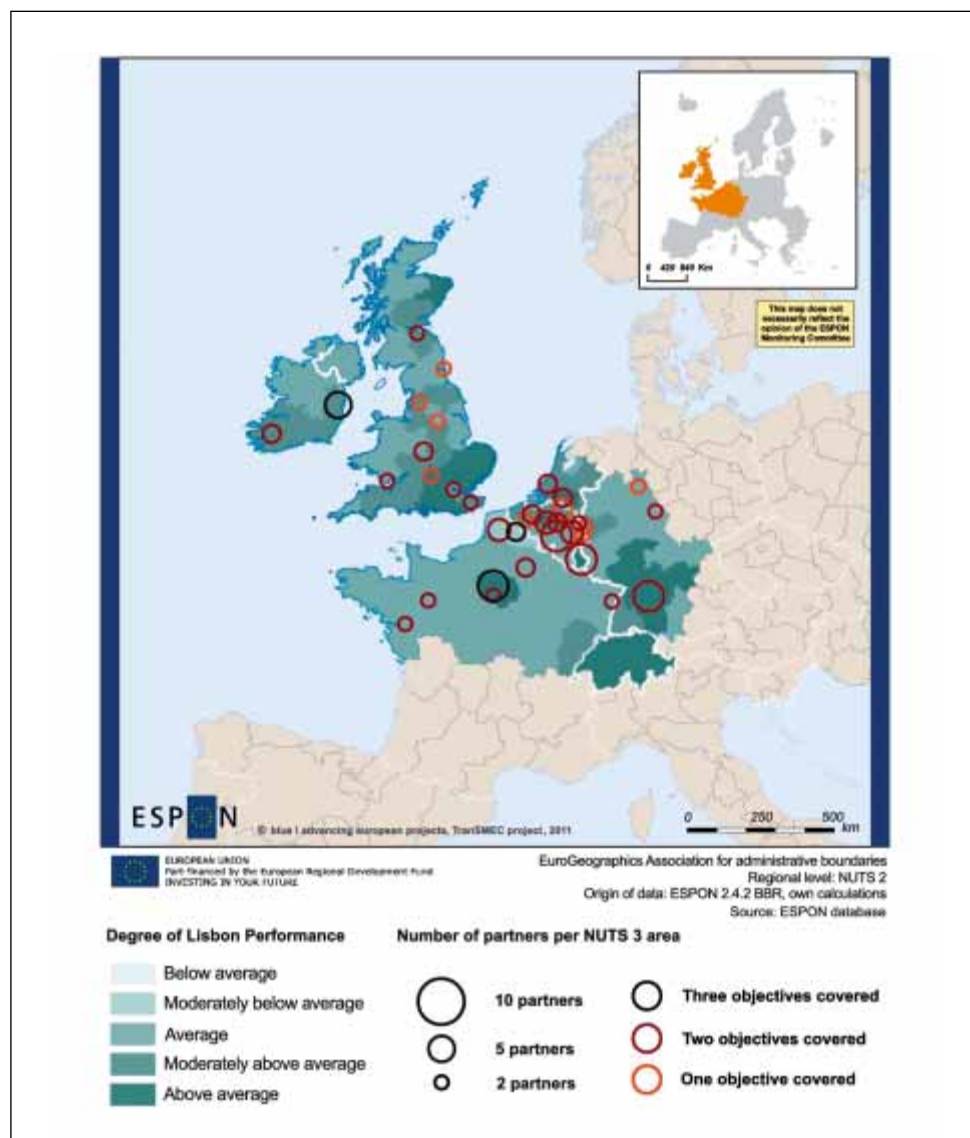 0 420 840 Km
This map does not
necessarily reflect the
opinion of the ESPON
Monitoring Committee
ESPON
© blue ! advancing european projects, TranSMEC project, 2011
0 250 500
km
EUROPEAN UNION
Part-financed by the European Regional Development Fund
INVESTING IN YOUR FUTURE
EuroGeographics Association for administrative boundaries
Regional level: NUTS 2
Origin of data: ESPON 2.4.2 BBR, own calculations
Source: ESPON database
Degree of Lisbon Performance
Below average
Moderately below average
Average
Moderately above average
Above average
Number of partners per NUTS 3 area
10 partners
5 partners
2 partners
Three objectives covered
Two objectives covered
One objective covered